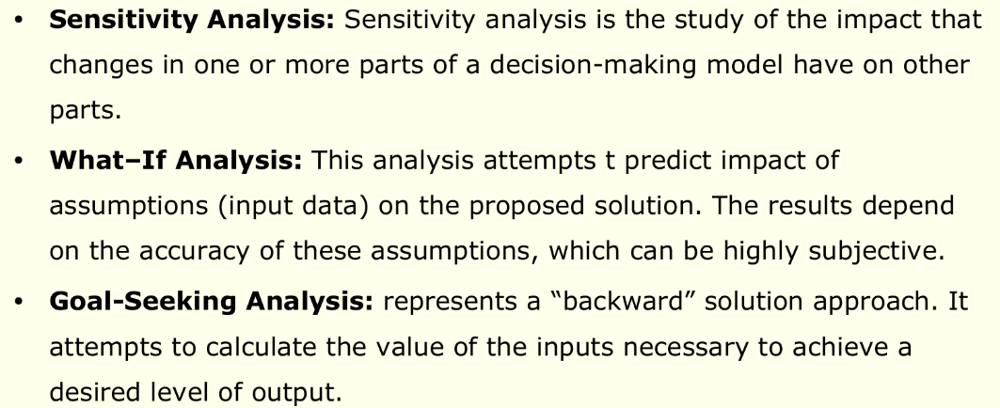 • Sensitivity Analysis: Sensitivity analysis is the study of the impact that
changes in one or more parts of a decision-making model have on other
parts.
• What–If Analysis: This analysis attempts t predict impact of
assumptions (input data) on the proposed solution. The results depend
on the accuracy of these assumptions, which can be highly subjective.
• Goal-Seeking Analysis: represents a “backward” solution approach. It
attempts to calculate the value of the inputs necessary to achieve a
desired level of output.